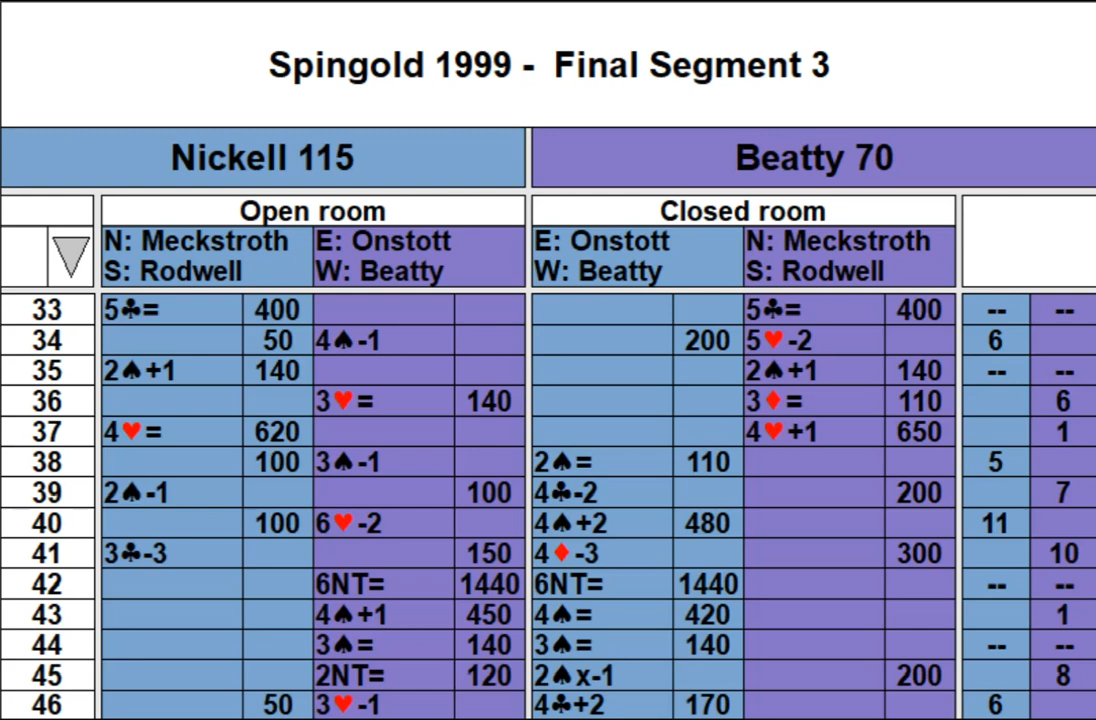 Spingold 1999 - Final Segment 3
Nickell 115 Beatty 70
Open room Closed room
N: Meckstroth E: Onstott E: Onstott N: Meckstroth
S: Rodwell W: Beatty W: Beatty S: Rodwell
33 5♣= 400 5♣= 400 -- --
34 50 4♠-1 200 5♥-2 6
35 2♠+1 140 2♠+1 140 -- --
36 3♥= 140 3♦= 110 6
37 4♥= 620 4♥+1 650 1
38 100 3♠-1 2♠= 110 5
39 2♠-1 100 4♣-2 200 7
40 100 6♥-2 4♠+2 480 11
41 3♣-3 150 4♦-3 300 10
42 6NT= 1440 6NT= 1440 -- --
43 4♠+1 450 4♠= 420 1
44 3♠= 140 3♠= 140 -- --
45 2NT= 120 2♠x-1 200 8
46 50 3♥-1 4♣+2 170 6